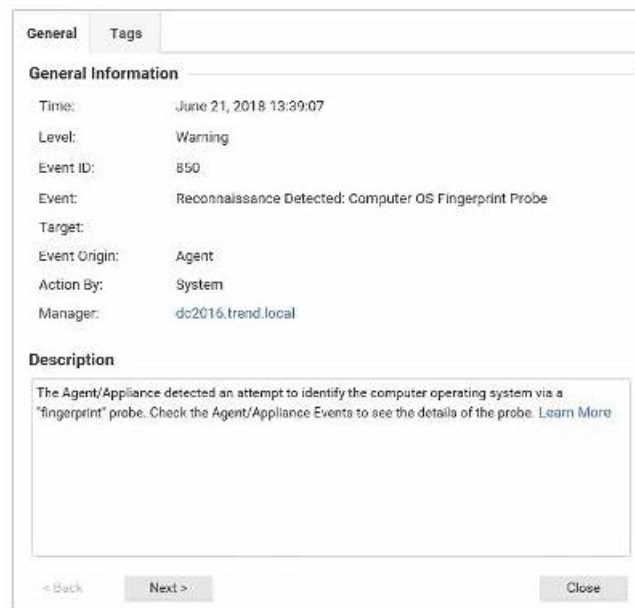 General Tags
General Information
Time: June 21, 2018 13:39:07
Level: Warning
Event ID: 850
Event: Reconnaissance Detected: Computer OS Fingerprint Probe
Target:
Event Origin: Agent
Action By: System
Manager: dc2016.trend.local
Description
The Agent/Appliance detected an attempt to identify the computer operating system via a
"fingerprint" probe. Check the Agent/Appliance Events to see the details of the probe. Learn More
< Back Next > Close